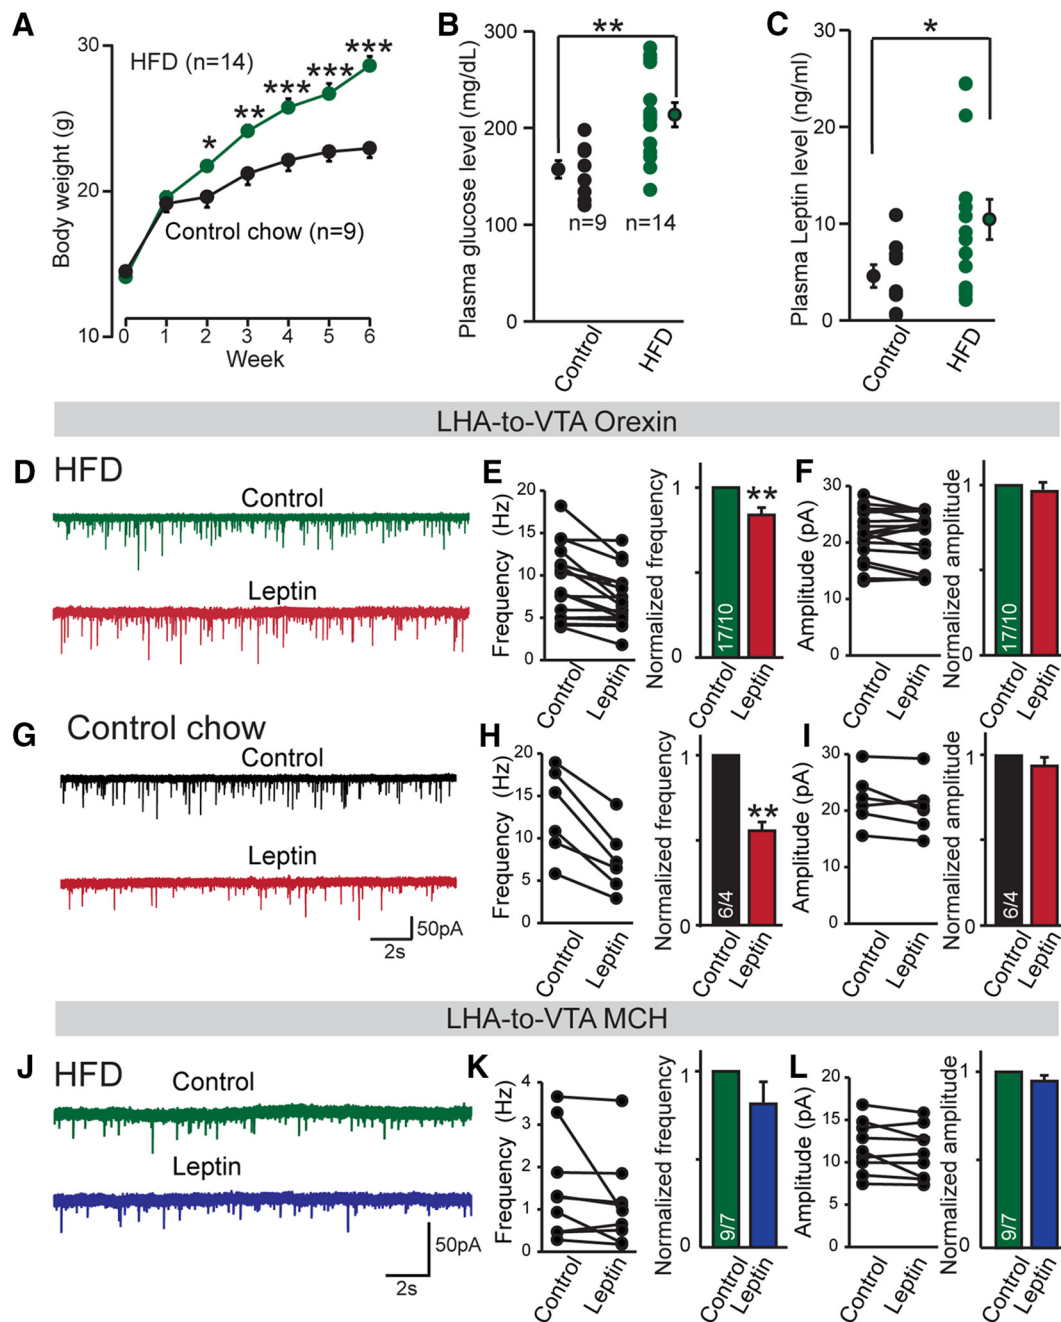 A
HFD (n=14)
Control chow (n=9)
Body weight (g)
30
20
10
* ** *** *** ***
0 1 2 3 4 5 6
Week
B
**
Plasma glucose level (mg/dL)
300
200
100
0
n=9 n=14
Control HFD
C
*
Plasma Leptin level (ng/ml)
30
20
10
0
Control HFD
LHA-to-VTA Orexin
D HFD
Control
Leptin
E
Frequency (Hz)
20
15
10
5
0
Control Leptin
Normalized frequency
1
0
**
17/10
Control Leptin
F
Amplitude (pA)
30
20
10
0
Control Leptin
Normalized amplitude
1
0
17/10
Control Leptin
G Control chow
Control
Leptin
50pA
2s
H
Frequency (Hz)
20
15
10
5
0
Control Leptin
Normalized frequency
1
0
**
6/4
Control Leptin
I
Amplitude (pA)
30
20
10
0
Control Leptin
Normalized amplitude
1
0
6/4
Control Leptin
LHA-to-VTA MCH
J HFD
Control
Leptin
50pA
2s
K
Frequency (Hz)
4
3
2
1
0
Control Leptin
Normalized frequency
1
0
9/7
Control Leptin
L
Amplitude (pA)
20
15
10
5
0
Control Leptin
Normalized amplitude
1
0
9/7
Control Leptin